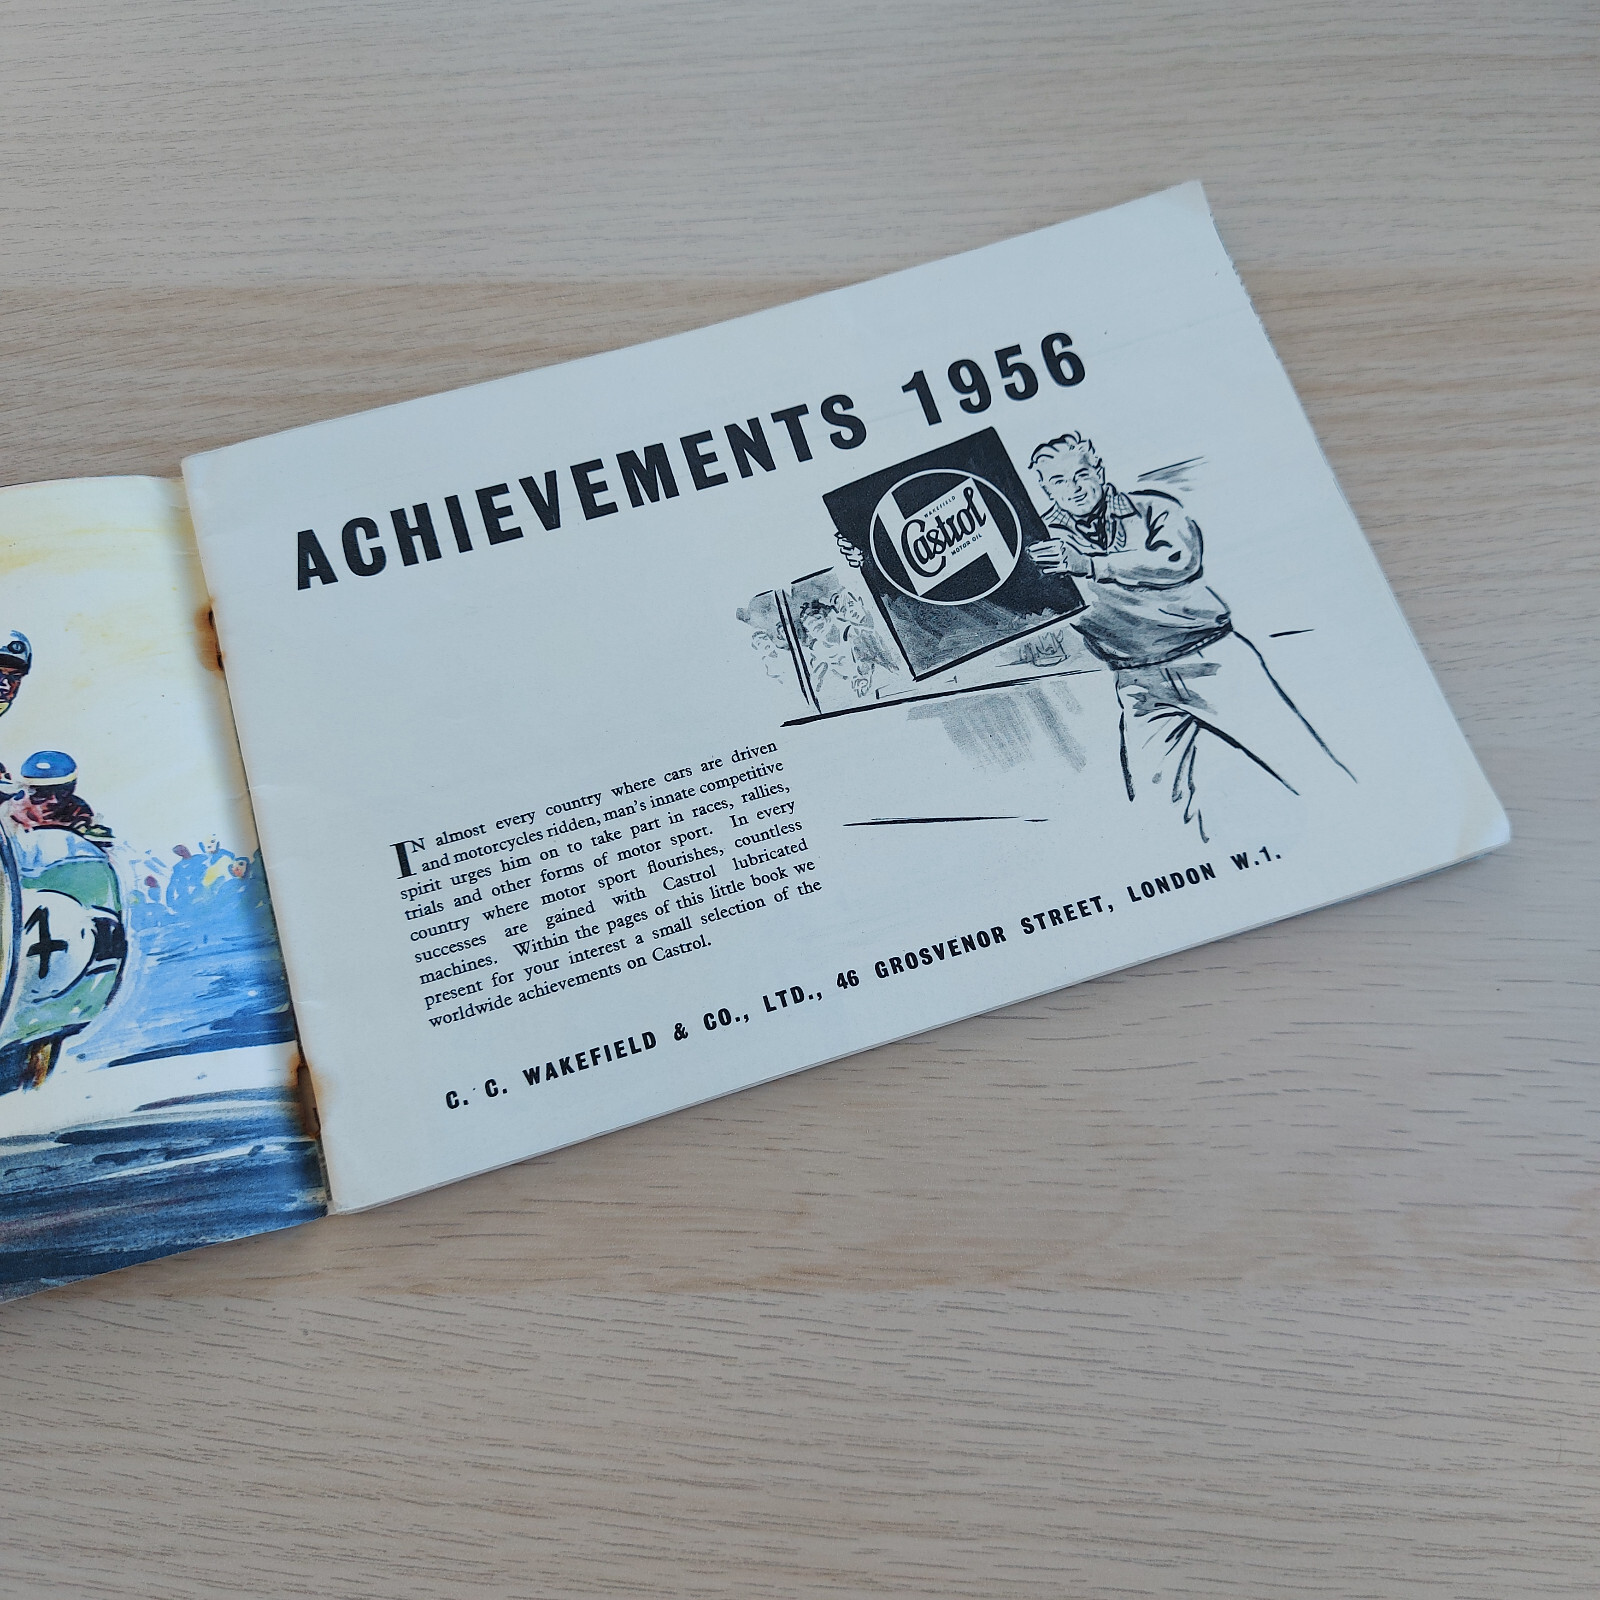 ACHIEVEMENTS 1956
WAKEFIELD
Castrol
MOTOR OIL
IN almost every country where cars are driven
and motorcycles ridden, man's innate competitive
spirit urges him on to take part in races, rallies,
trials and other forms of motor sport. In every
country where motor sport flourishes, countless
successes are gained with Castrol lubricated
machines. Within the pages of this little book we
present for your interest a small selection of the
worldwide achievements on Castrol.
C. C. WAKEFIELD & CO., LTD., 46 GROSVENOR STREET, LONDON W.1.